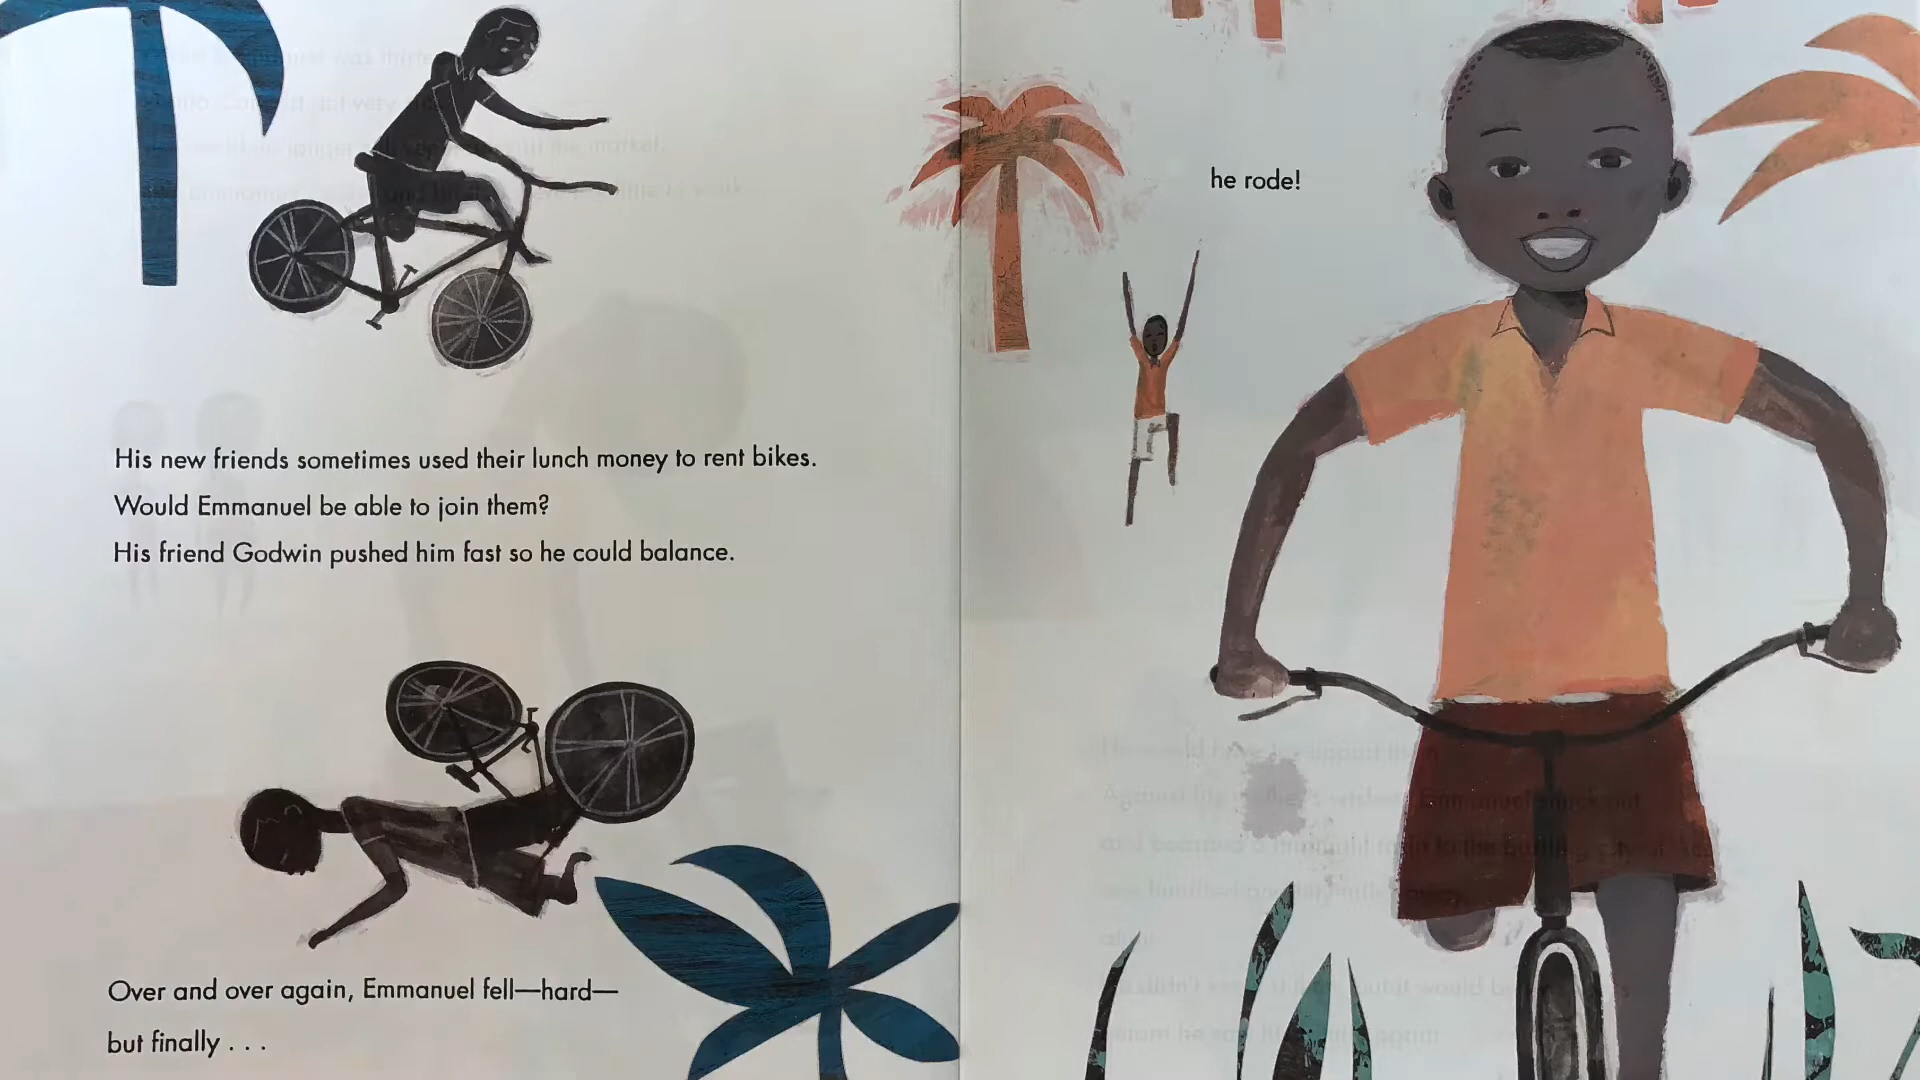 His new friends sometimes used their lunch money to rent bikes.
Would Emmanuel be able to join them?
His friend Godwin pushed him fast so he could balance.
Over and over again, Emmanuel fell—hard—
but finally . . .
he rode!